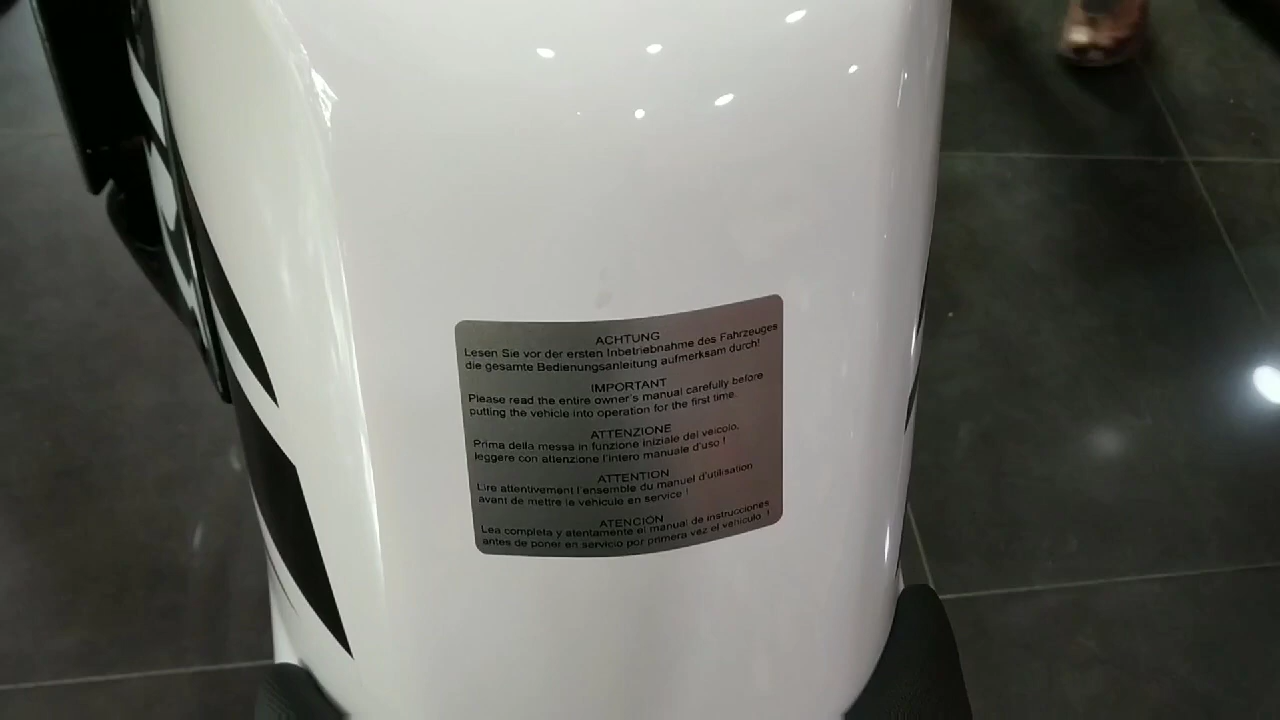 ACHTUNG
Lesen Sie vor der ersten Inbetriebnahme des Fahrzeuges
die gesamte Bedienungsanleitung aufmerksam durch!
IMPORTANT
Please read the entire owner's manual carefully before
putting the vehicle into operation for the first time.
ATTENZIONE
Prima della messa in funzione iniziale del veicolo,
leggere con attenzione l'intero manuale d'uso !
ATTENTION
Lire attentivement l'ensemble du manuel d'utilisation
avant de mettre le véhicule en service !
ATENCION
Lea completa y atentamente el manual de instrucciones
antes de poner en servicio por primera vez el vehiculo !